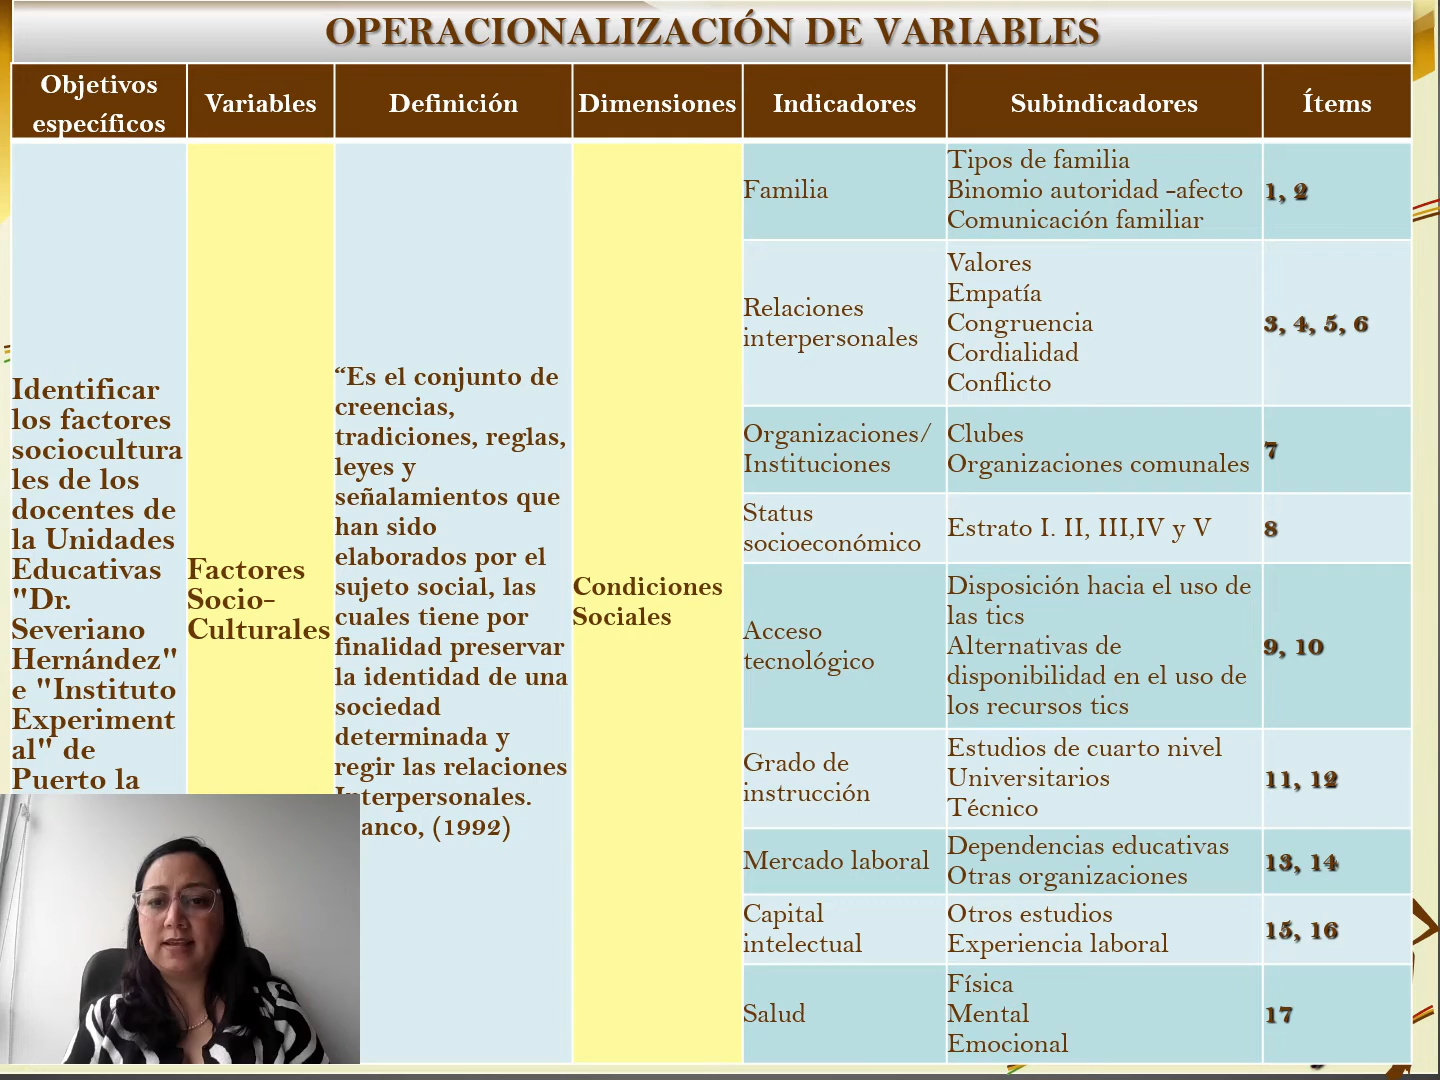 OPERACIONALIZACIÓN DE VARIABLES
Objetivos
específicos
Variables
Definición
Dimensiones
Indicadores
Subindicadores
Ítems
Identificar
los factores
sociocultura
les de los
docentes de
la Unidades
Educativas
"Dr.
Severiano
Hernández"
e "Instituto
Experiment
al" de
Puerto la
Factores
Socio-
Culturales
“Es el conjunto de
creencias,
tradiciones, reglas,
leyes y
señalamientos que
han sido
elaborados por el
sujeto social, las
cuales tiene por
finalidad preservar
la identidad de una
sociedad
determinada y
regir las relaciones
Interpersonales.
anco, (1992)
Condiciones
Sociales
Familia
Tipos de familia
Binomio autoridad -afecto
Comunicación familiar
1, 2
Relaciones
interpersonales
Valores
Empatía
Congruencia
Cordialidad
Conflicto
3, 4, 5, 6
Organizaciones/
Instituciones
Clubes
Organizaciones comunales
7
Status
socioeconómico
Estrato I. II, III,IV y V
8
Acceso
tecnológico
Disposición hacia el uso de
las tics
Alternativas de
disponibilidad en el uso de
los recursos tics
9, 10
Grado de
instrucción
Estudios de cuarto nivel
Universitarios
Técnico
11, 12
Mercado laboral
Dependencias educativas
Otras organizaciones
13, 14
Capital
intelectual
Otros estudios
Experiencia laboral
15, 16
Salud
Física
Mental
Emocional
17